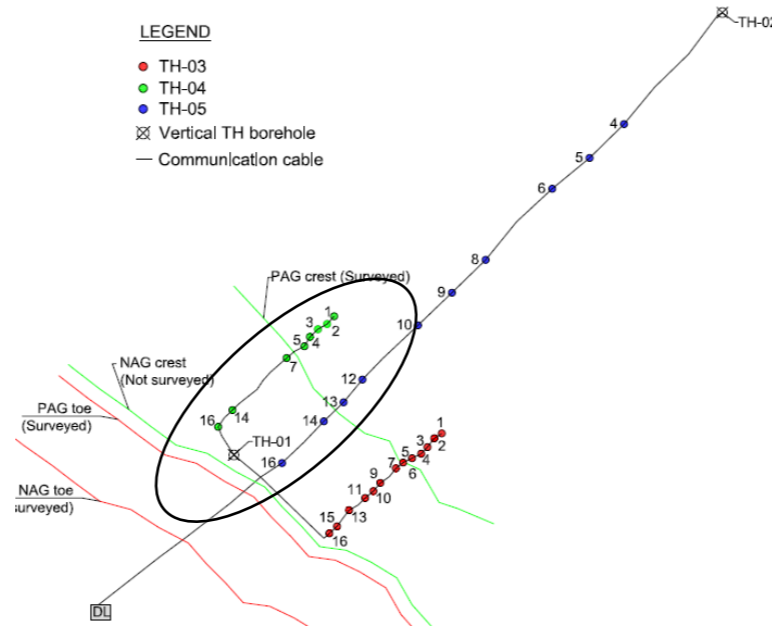 LEGEND
TH-03
TH-04
TH-05
Vertical TH borehole
Communication cable
TH-02
4
5
6
8
9
10
PAG crest (Surveyed)
1
2
3
4
5
7
NAG crest
(Not surveyed)
12
13
14
16
14
16
PAG toe
(Surveyed)
TH-01
NAG toe
surveyed)
1
2
3
4
5
6
7
9
10
11
13
15
16
DL